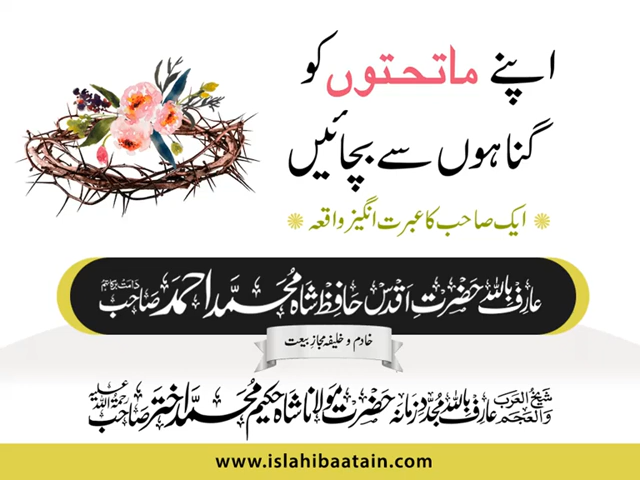 اپنے ماتحتوں کو
گناہوں سے بچائیں
ایک صاحب کا عبرت انگیز واقعہ
عارف باللہ حضرت اقدس حافظ شاہ محمد احمد صاحب دامت برکاتہم
خادم و خلیفہ مجازِ بیعت
شیخ العرب والعجم عارف باللہ مجددِ زمانہ حضرت مولانا شاہ حکیم محمد اختر صاحب رحمۃ اللہ علیہ
www.islahibaatain.com